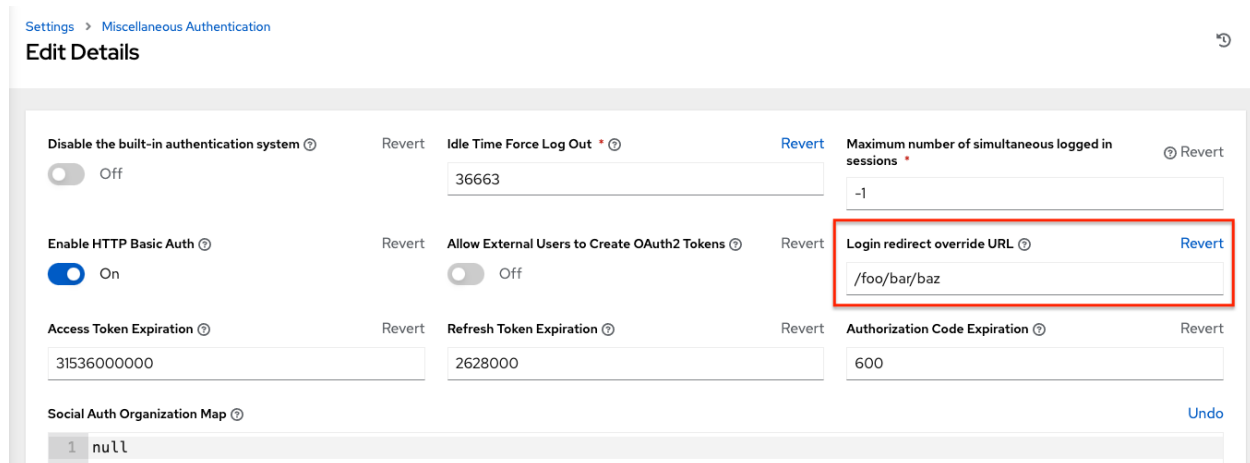 Settings > Miscellaneous Authentication
Edit Details
Disable the built-in authentication system Revert
Off
Idle Time Force Log Out * Revert
36663
Maximum number of simultaneous logged in
sessions * Revert
-1
Enable HTTP Basic Auth Revert
On
Allow External Users to Create OAuth2 Tokens Revert
Off
Login redirect override URL Revert
/foo/bar/baz
Access Token Expiration Revert
31536000000
Refresh Token Expiration Revert
2628000
Authorization Code Expiration Revert
600
Social Auth Organization Map Undo
1 null